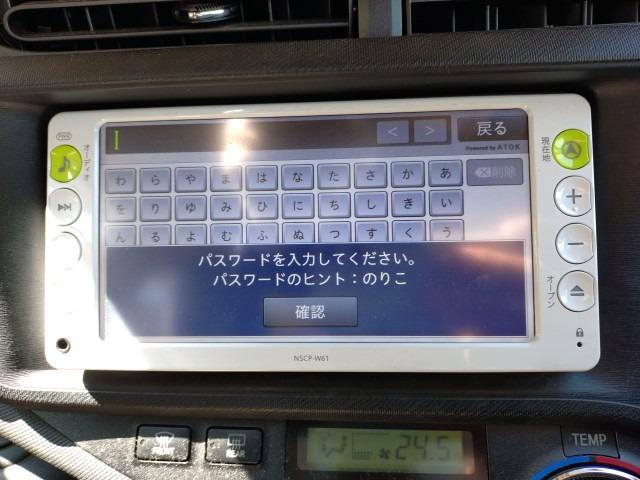 PWR
オーディオ
現在地
< > 戻る
Powered by ATOK
わ ら や ま は な た さ か あ
削除
を り ゆ み ひ に ち し き い
ん る よ む ふ ぬ つ す く う
パスワードを入力してください。
パスワードのヒント：のりこ
確認
オープン
NSCP-W61
FRONT
REAR
24.5
TEMP